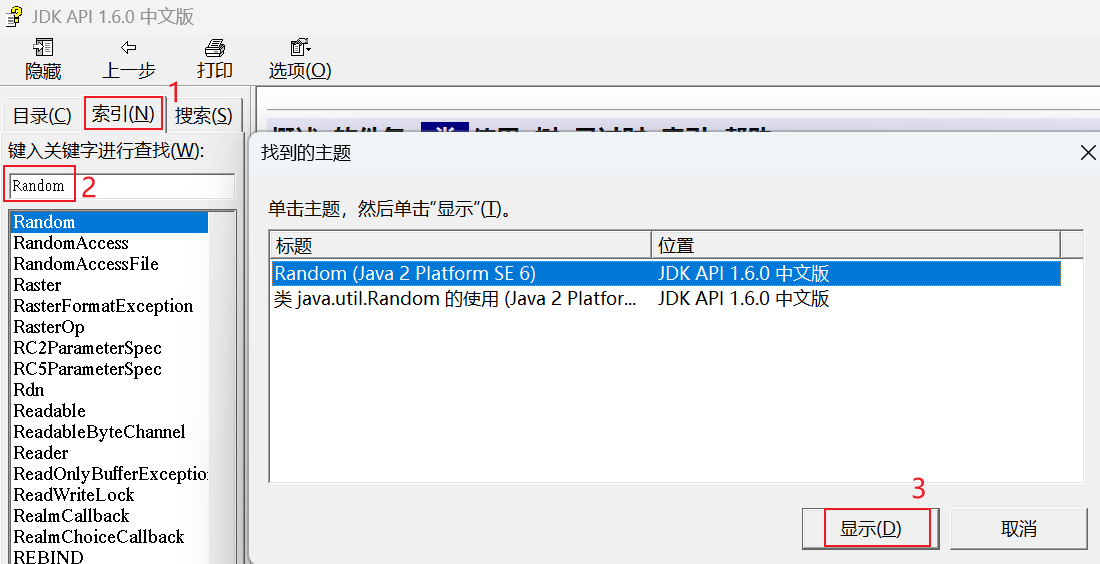 JDK API 1.6.0 中文版
隐藏 上一步 打印 选项(O)
1
目录(C) 索引(N) 搜索(S)
键入关键字进行查找(W):
Random 2
Random
RandomAccess
RandomAccessFile
Raster
RasterFormatException
RasterOp
RC2ParameterSpec
RC5ParameterSpec
Rdn
Readable
ReadableByteChannel
Reader
ReadOnlyBufferExceptio
ReadWriteLock
RealmCallback
RealmChoiceCallback
REBIND
找到的主题
单击主题，然后单击“显示”(T)。
标题 位置
Random (Java 2 Platform SE 6) JDK API 1.6.0 中文版
类 java.util.Random 的使用 (Java 2 Platfor... JDK API 1.6.0 中文版
3
显示(D) 取消